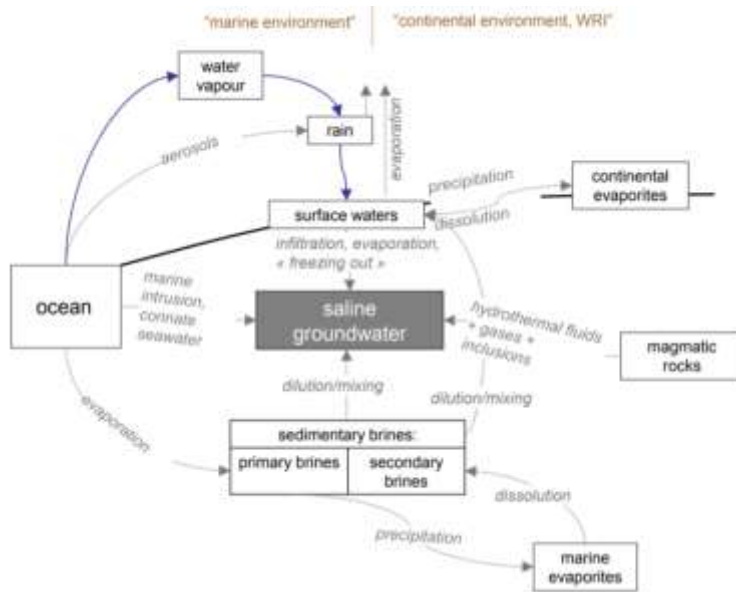 "marine environment"
"continental environment, WRI"
water
vapour
rain
aerosols
evaporation
precipitation
continental
evaporites
dissolution
surface waters
infiltration, evaporation,
« freezing out »
ocean
marine
intrusion,
connate
seawater
saline
groundwater
hydrothermal fluids
+ gases +
inclusions
magmatic
rocks
dilution/mixing
dilution/mixing
evaporation
sedimentary brines:
primary brines
secondary
brines
dissolution
precipitation
marine
evaporites